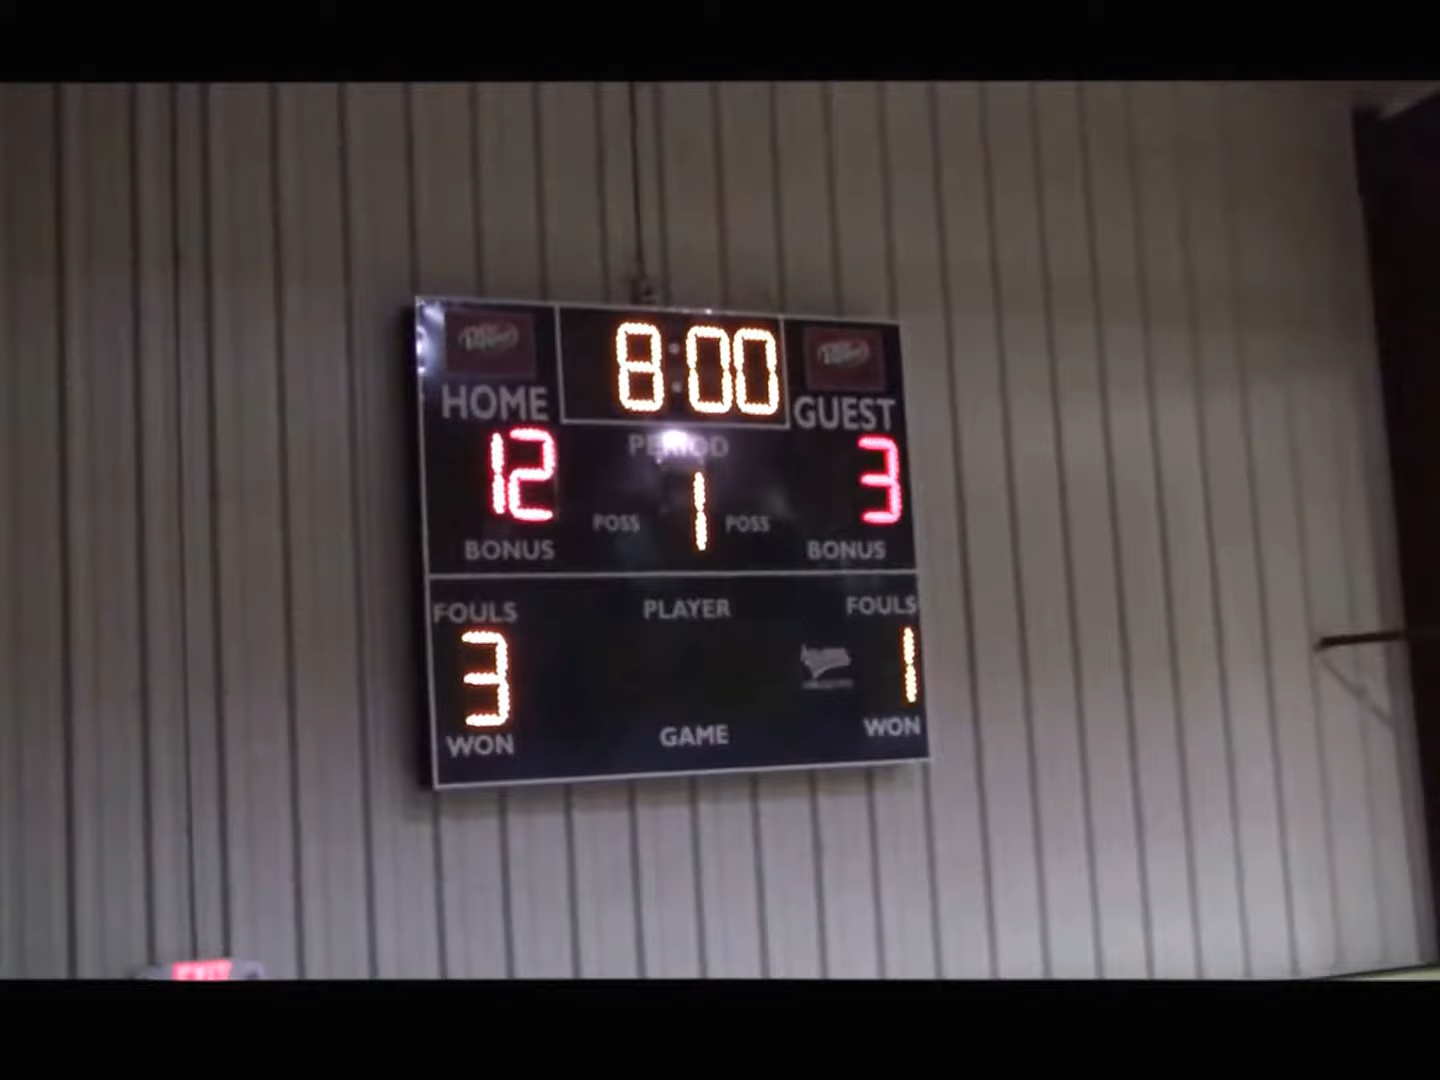 8:00
HOME
GUEST
12
PERIOD
3
1
POSS
POSS
BONUS
BONUS
FOULS
PLAYER
FOULS
3
1
WON
GAME
WON
EXIT